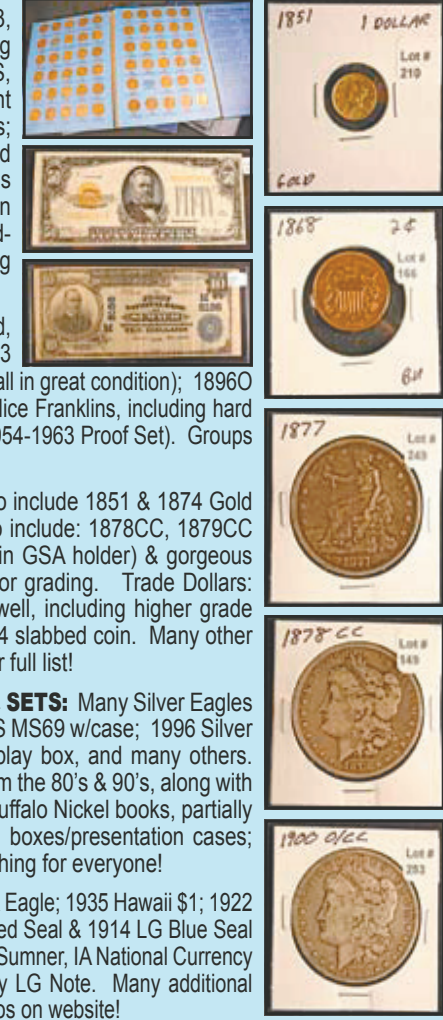 3,
g
S,
nt
s;
d
s
n
d-
g
d,
3
all in great condition); 1896O
lice Franklins, including hard
954-1963 Proof Set). Groups
o include 1851 & 1874 Gold
o include: 1878CC, 1879CC
in GSA holder) & gorgeous
or grading. Trade Dollars:
well, including higher grade
4 slabbed coin. Many other
r full list!
SETS: Many Silver Eagles
S MS69 w/case; 1996 Silver
play box, and many others.
m the 80's & 90's, along with
uffalo Nickel books, partially
boxes/presentation cases;
hing for everyone!
Eagle; 1935 Hawaii $1; 1922
ed Seal & 1914 LG Blue Seal
Sumner, IA National Currency
y LG Note. Many additional
os on website!
1851 1 DOLLAR
Lot #
210
GOLD
1868 2¢
Lot #
166
BU
1877
Lot #
249
1877
1878 CC
Lot #
149
1900 O/CC
Lot #
253